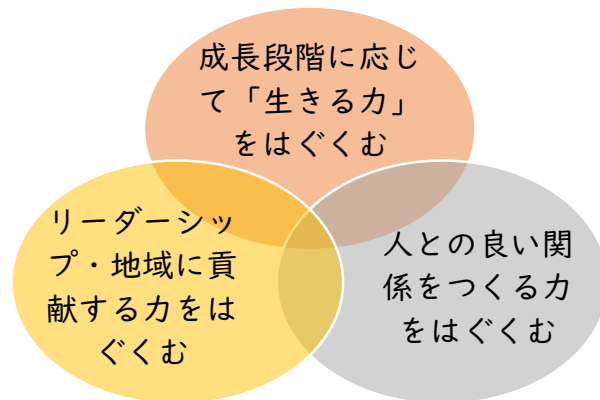 成長段階に応じ
て「生きる力」
をはぐくむ
リーダーシッ
プ・地域に貢
献する力をは
ぐくむ
人との良い関
係をつくる力
をはぐくむ